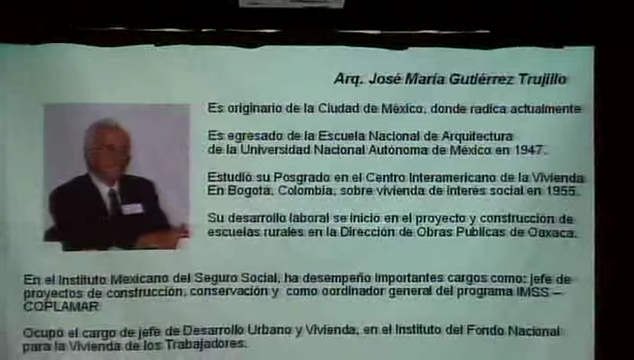 Arq. José María Gutiérrez Trujillo
Es originario de la Ciudad de México, donde radica actualmente
Es egresado de la Escuela Nacional de Arquitectura
de la Universidad Nacional Autónoma de México en 1947.
Estudió su Posgrado en el Centro Interamericano de la Vivienda
En Bogotá, Colombia, sobre vivienda de interés social en 1955.
Su desarrollo laboral se inicio en el proyecto y construcción de
escuelas rurales en la Dirección de Obras Publicas de Oaxaca.
En el Instituto Mexicano del Seguro Social, ha desempeño importantes cargos como: jefe de
proyectos de construcción, conservación y como oordinador general del programa IMSS –
COPLAMAR
Ocupo el cargo de jefe de Desarrollo Urbano y Vivienda, en el Instituto del Fondo Nacional
para la Vivienda de los Trabajadores.